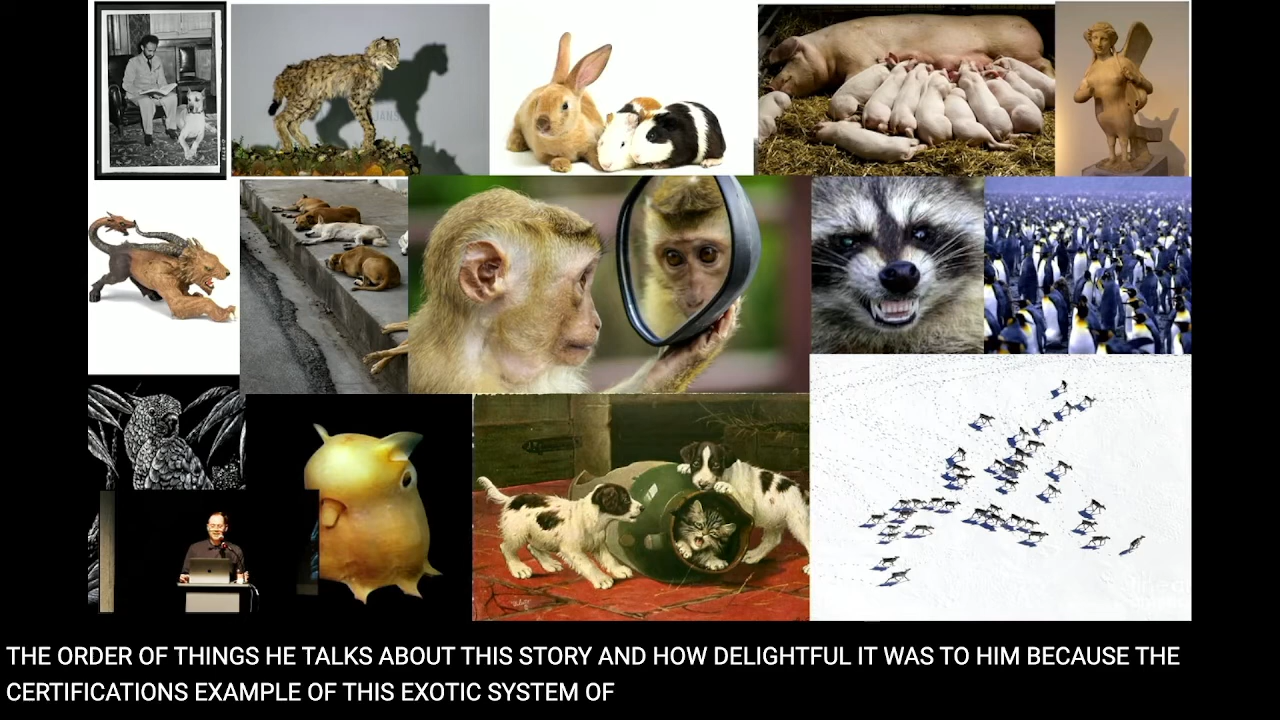 THE ORDER OF THINGS HE TALKS ABOUT THIS STORY AND HOW DELIGHTFUL IT WAS TO HIM BECAUSE THE
CERTIFICATIONS EXAMPLE OF THIS EXOTIC SYSTEM OF